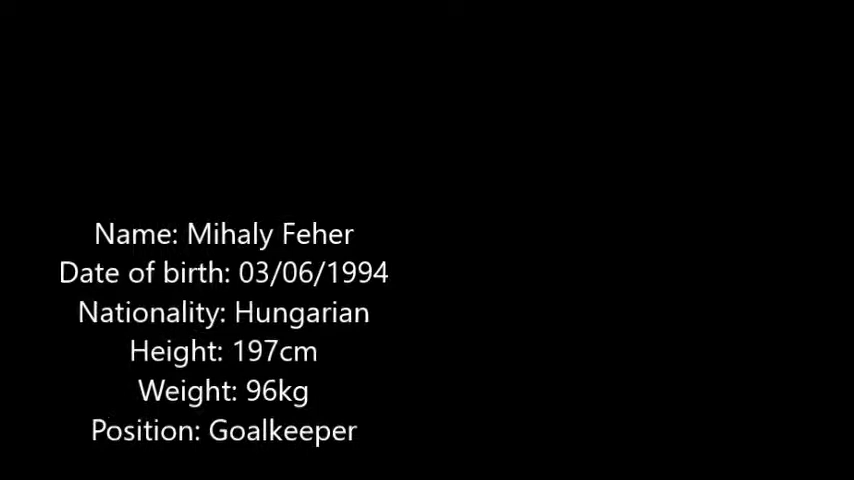 Name: Mihaly Feher
Date of birth: 03/06/1994
Nationality: Hungarian
Height: 197cm
Weight: 96kg
Position: Goalkeeper